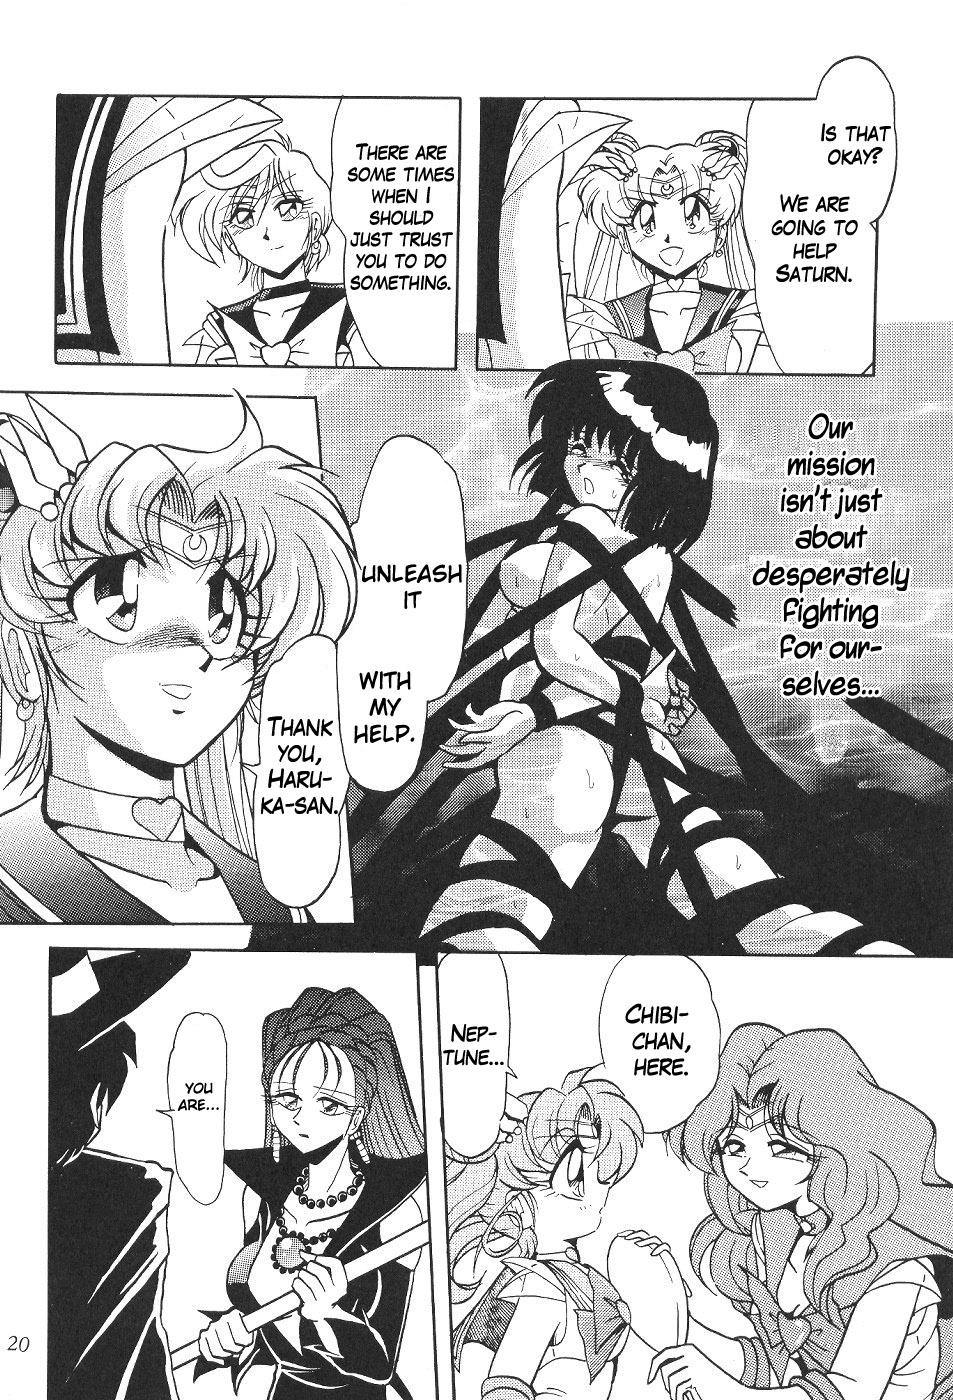 IS THAT
OKAY?
WE ARE
GOING TO
HELP
SATURN.
THERE ARE
SOME TIMES
WHEN I
SHOULD
JUST TRUST
YOU TO DO
SOMETHING.
Our
mission
isn't just
about
desperately
fighting
for our-
selves...
UNLEASH
IT
WITH
MY
HELP.
THANK
YOU,
HARU-
KA-SAN.
CHIBI-
CHAN,
HERE.
NEP-
TUNE...
YOU
ARE...
20